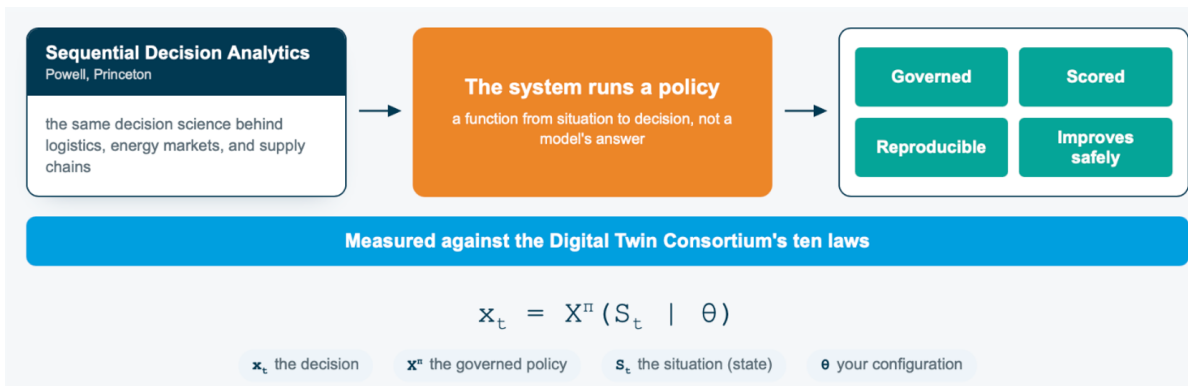 Sequential Decision Analytics
Powell, Princeton
the same decision science behind
logistics, energy markets, and supply
chains
The system runs a policy
a function from situation to decision, not a
model's answer
Governed
Scored
Reproducible
Improves
safely
Measured against the Digital Twin Consortium's ten laws
xₜ = Xᵖⁱ(Sₜ | θ)
xₜ the decision
Xᵖⁱ the governed policy
Sₜ the situation (state)
θ your configuration